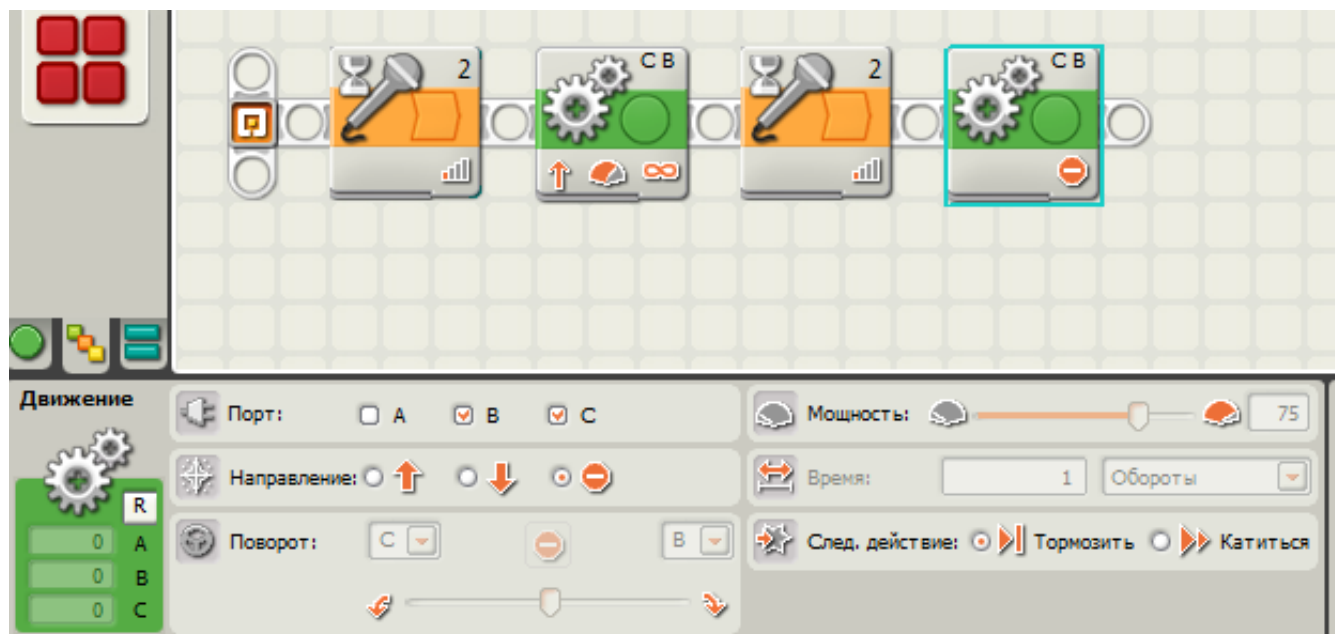 2
C B
2
C B
Движение
R
0 A
0 B
0 C
Порт: A B C
Направление:
Поворот: C B
Мощность: 75
Время: 1 Обороты
След. действие: Тормозить Катиться